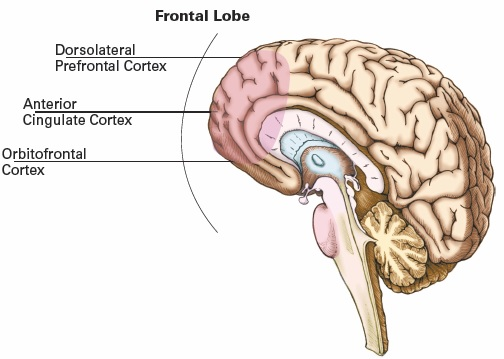 Frontal Lobe
Dorsolateral
Prefrontal Cortex
Anterior
Cingulate Cortex
Orbitofrontal
Cortex